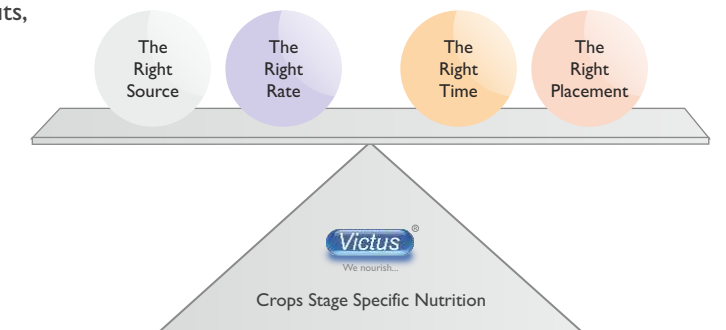 uts,
The
Right
Source
The
Right
Rate
The
Right
Time
The
Right
Placement
Victus®
We nourish...
Crops Stage Specific Nutrition